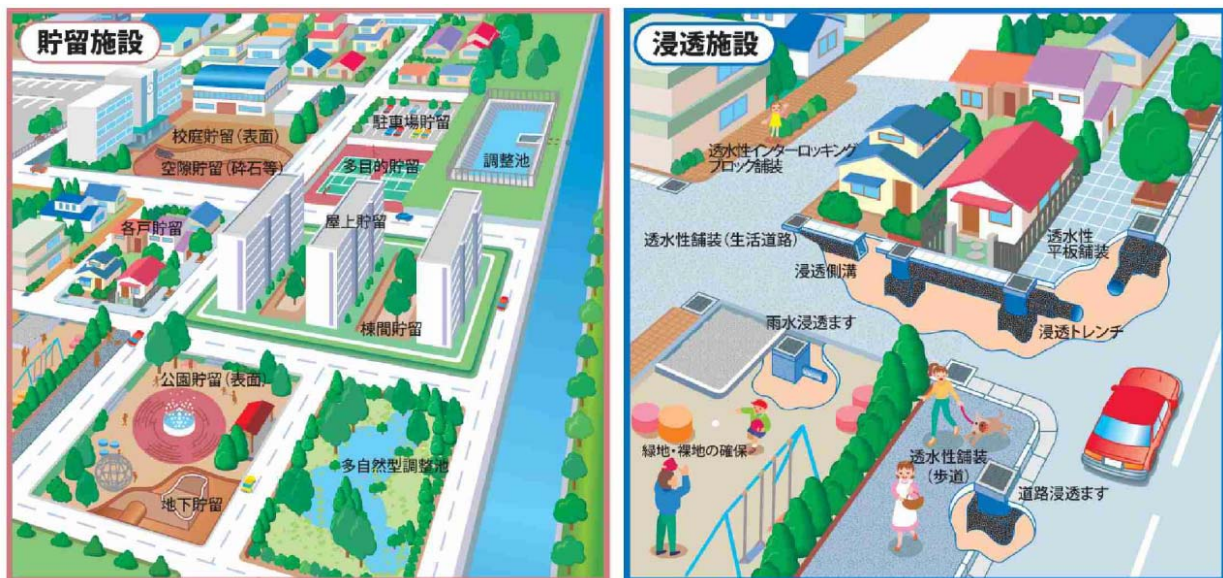 貯留施設
校庭貯留(表面)
空隙貯留(砕石等)
駐車場貯留
多目的貯留
調整池
各戸貯留
屋上貯留
棟間貯留
公園貯留(表面)
多自然型調整池
地下貯留
浸透施設
透水性インターロッキング
ブロック舗装
透水性舗装(生活道路)
浸透側溝
透水性
平板舗装
浸透トレンチ
雨水浸透ます
緑地・裸地の確保
透水性舗装
(歩道)
道路浸透ます